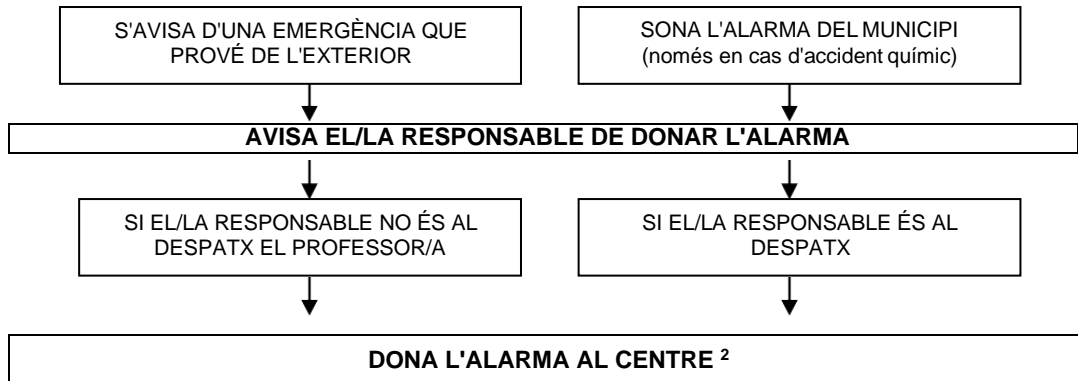 S'AVISA D'UNA EMERGÈNCIA QUE
PROVÉ DE L'EXTERIOR
SONA L'ALARMA DEL MUNICIPI
(només en cas d'accident químic)
AVISA EL/LA RESPONSABLE DE DONAR L'ALARMA
SI EL/LA RESPONSABLE NO ÉS AL
DESPATX EL PROFESSOR/A
SI EL/LA RESPONSABLE ÉS AL
DESPATX
DONA L'ALARMA AL CENTRE ²